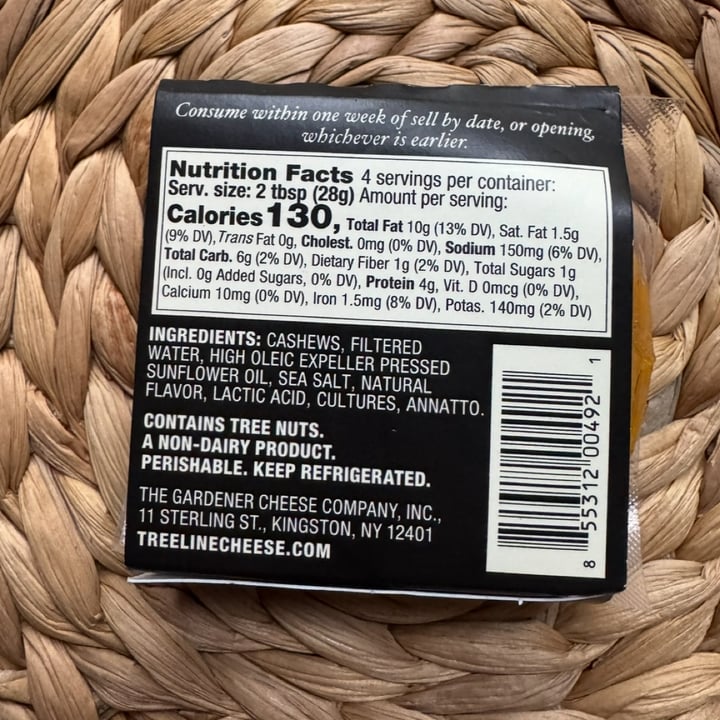 Consume within one week of sell by date, or opening,
whichever is earlier.
Nutrition Facts 4 servings per container:
Serv. size: 2 tbsp (28g) Amount per serving:
Calories 130, Total Fat 10g (13% DV), Sat. Fat 1.5g
(9% DV), Trans Fat 0g, Cholest. 0mg (0% DV), Sodium 150mg (6% DV),
Total Carb. 6g (2% DV), Dietary Fiber 1g (2% DV), Total Sugars 1g
(Incl. 0g Added Sugars, 0% DV), Protein 4g, Vit. D 0mcg (0% DV),
Calcium 10mg (0% DV), Iron 1.5mg (8% DV), Potas. 140mg (2% DV)
INGREDIENTS: CASHEWS, FILTERED
WATER, HIGH OLEIC EXPELLER PRESSED
SUNFLOWER OIL, SEA SALT, NATURAL
FLAVOR, LACTIC ACID, CULTURES, ANNATTO.
CONTAINS TREE NUTS.
A NON-DAIRY PRODUCT.
PERISHABLE. KEEP REFRIGERATED.
THE GARDENER CHEESE COMPANY, INC.,
11 STERLING ST., KINGSTON, NY 12401
TREELINECHEESE.COM
8 55312 00492 1